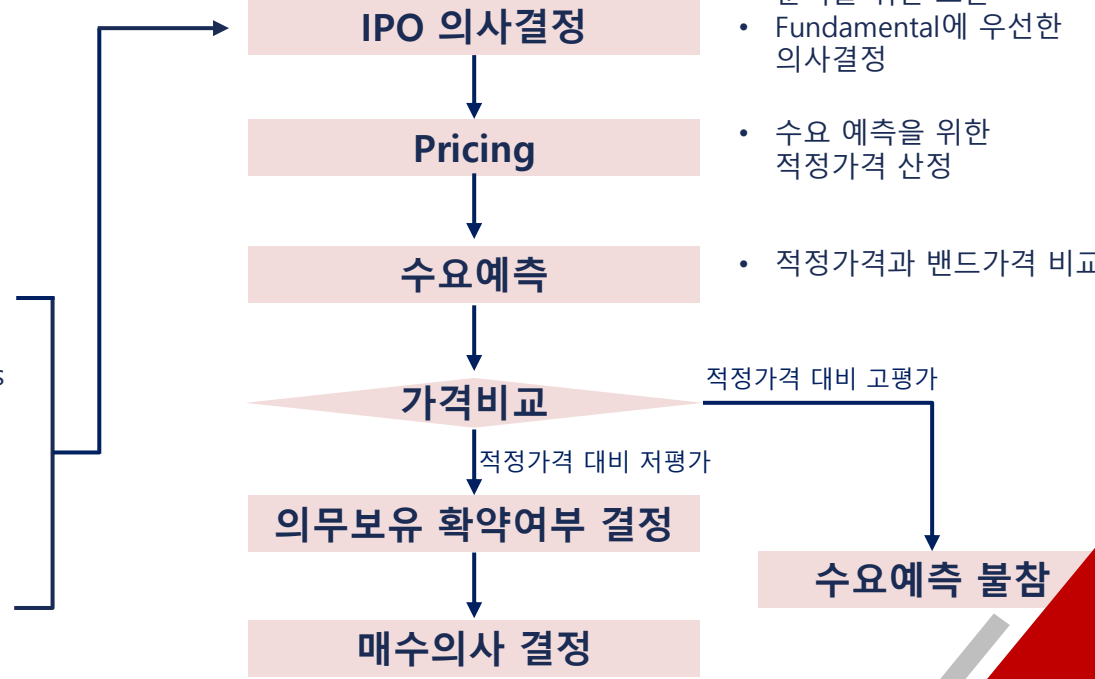 IPO 의사결정
• Fundamental에 우선한
의사결정
Pricing
• 수요 예측을 위한
적정가격 산정
수요예측
• 적정가격과 밴드가격 비교
s
가격비교
적정가격 대비 고평가
적정가격 대비 저평가
의무보유 확약여부 결정
수요예측 불참
매수의사 결정